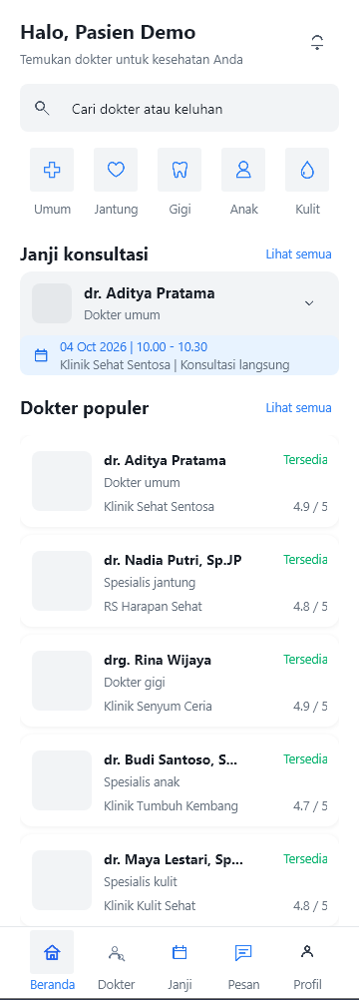 Halo, Pasien Demo
Temukan dokter untuk kesehatan Anda
Cari dokter atau keluhan
Umum
Jantung
Gigi
Anak
Kulit
Janji konsultasi
Lihat semua
dr. Aditya Pratama
Dokter umum
04 Oct 2026 | 10.00 - 10.30
Klinik Sehat Sentosa | Konsultasi langsung
Dokter populer
Lihat semua
dr. Aditya Pratama
Tersedia
Dokter umum
Klinik Sehat Sentosa
4.9 / 5
dr. Nadia Putri, Sp.JP
Tersedia
Spesialis jantung
RS Harapan Sehat
4.8 / 5
drg. Rina Wijaya
Tersedia
Dokter gigi
Klinik Senyum Ceria
4.9 / 5
dr. Budi Santoso, S...
Tersedia
Spesialis anak
Klinik Tumbuh Kembang
4.7 / 5
dr. Maya Lestari, Sp...
Tersedia
Spesialis kulit
Klinik Kulit Sehat
4.8 / 5
Beranda
Dokter
Janji
Pesan
Profil